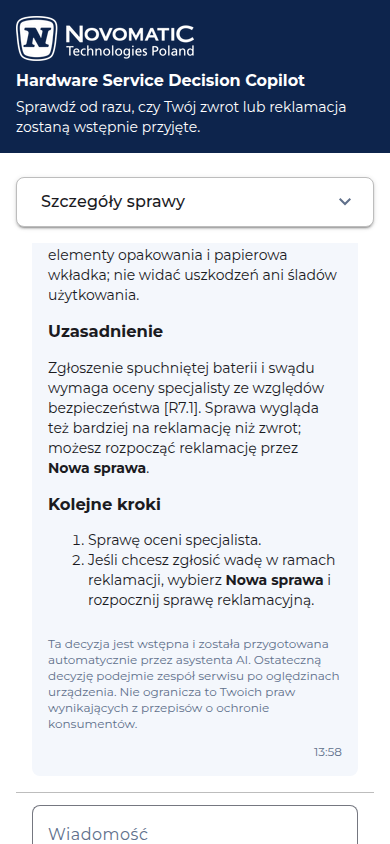 NOVOMATIC
Technologies Poland
Hardware Service Decision Copilot
Sprawdź od razu, czy Twój zwrot lub reklamacja
zostaną wstępnie przyjęte.
Szczegóły sprawy
elementy opakowania i papierowa
wkładka; nie widać uszkodzeń ani śladów
użytkowania.
Uzasadnienie
Zgłoszenie spuchniętej baterii i swądu
wymaga oceny specjalisty ze względów
bezpieczeństwa [R7.1]. Sprawa wygląda
też bardziej na reklamację niż zwrot;
możesz rozpocząć reklamację przez
Nowa sprawa.
Kolejne kroki
1. Sprawę oceni specjalista.
2. Jeśli chcesz zgłosić wadę w ramach
reklamacji, wybierz Nowa sprawa i
rozpocznij sprawę reklamacyjną.
Ta decyzja jest wstępna i została przygotowana
automatycznie przez asystenta AI. Ostateczną
decyzję podejmie zespół serwisu po oględzinach
urządzenia. Nie ogranicza to Twoich praw
wynikających z przepisów o ochronie
konsumentów.
13:58
Wiadomość